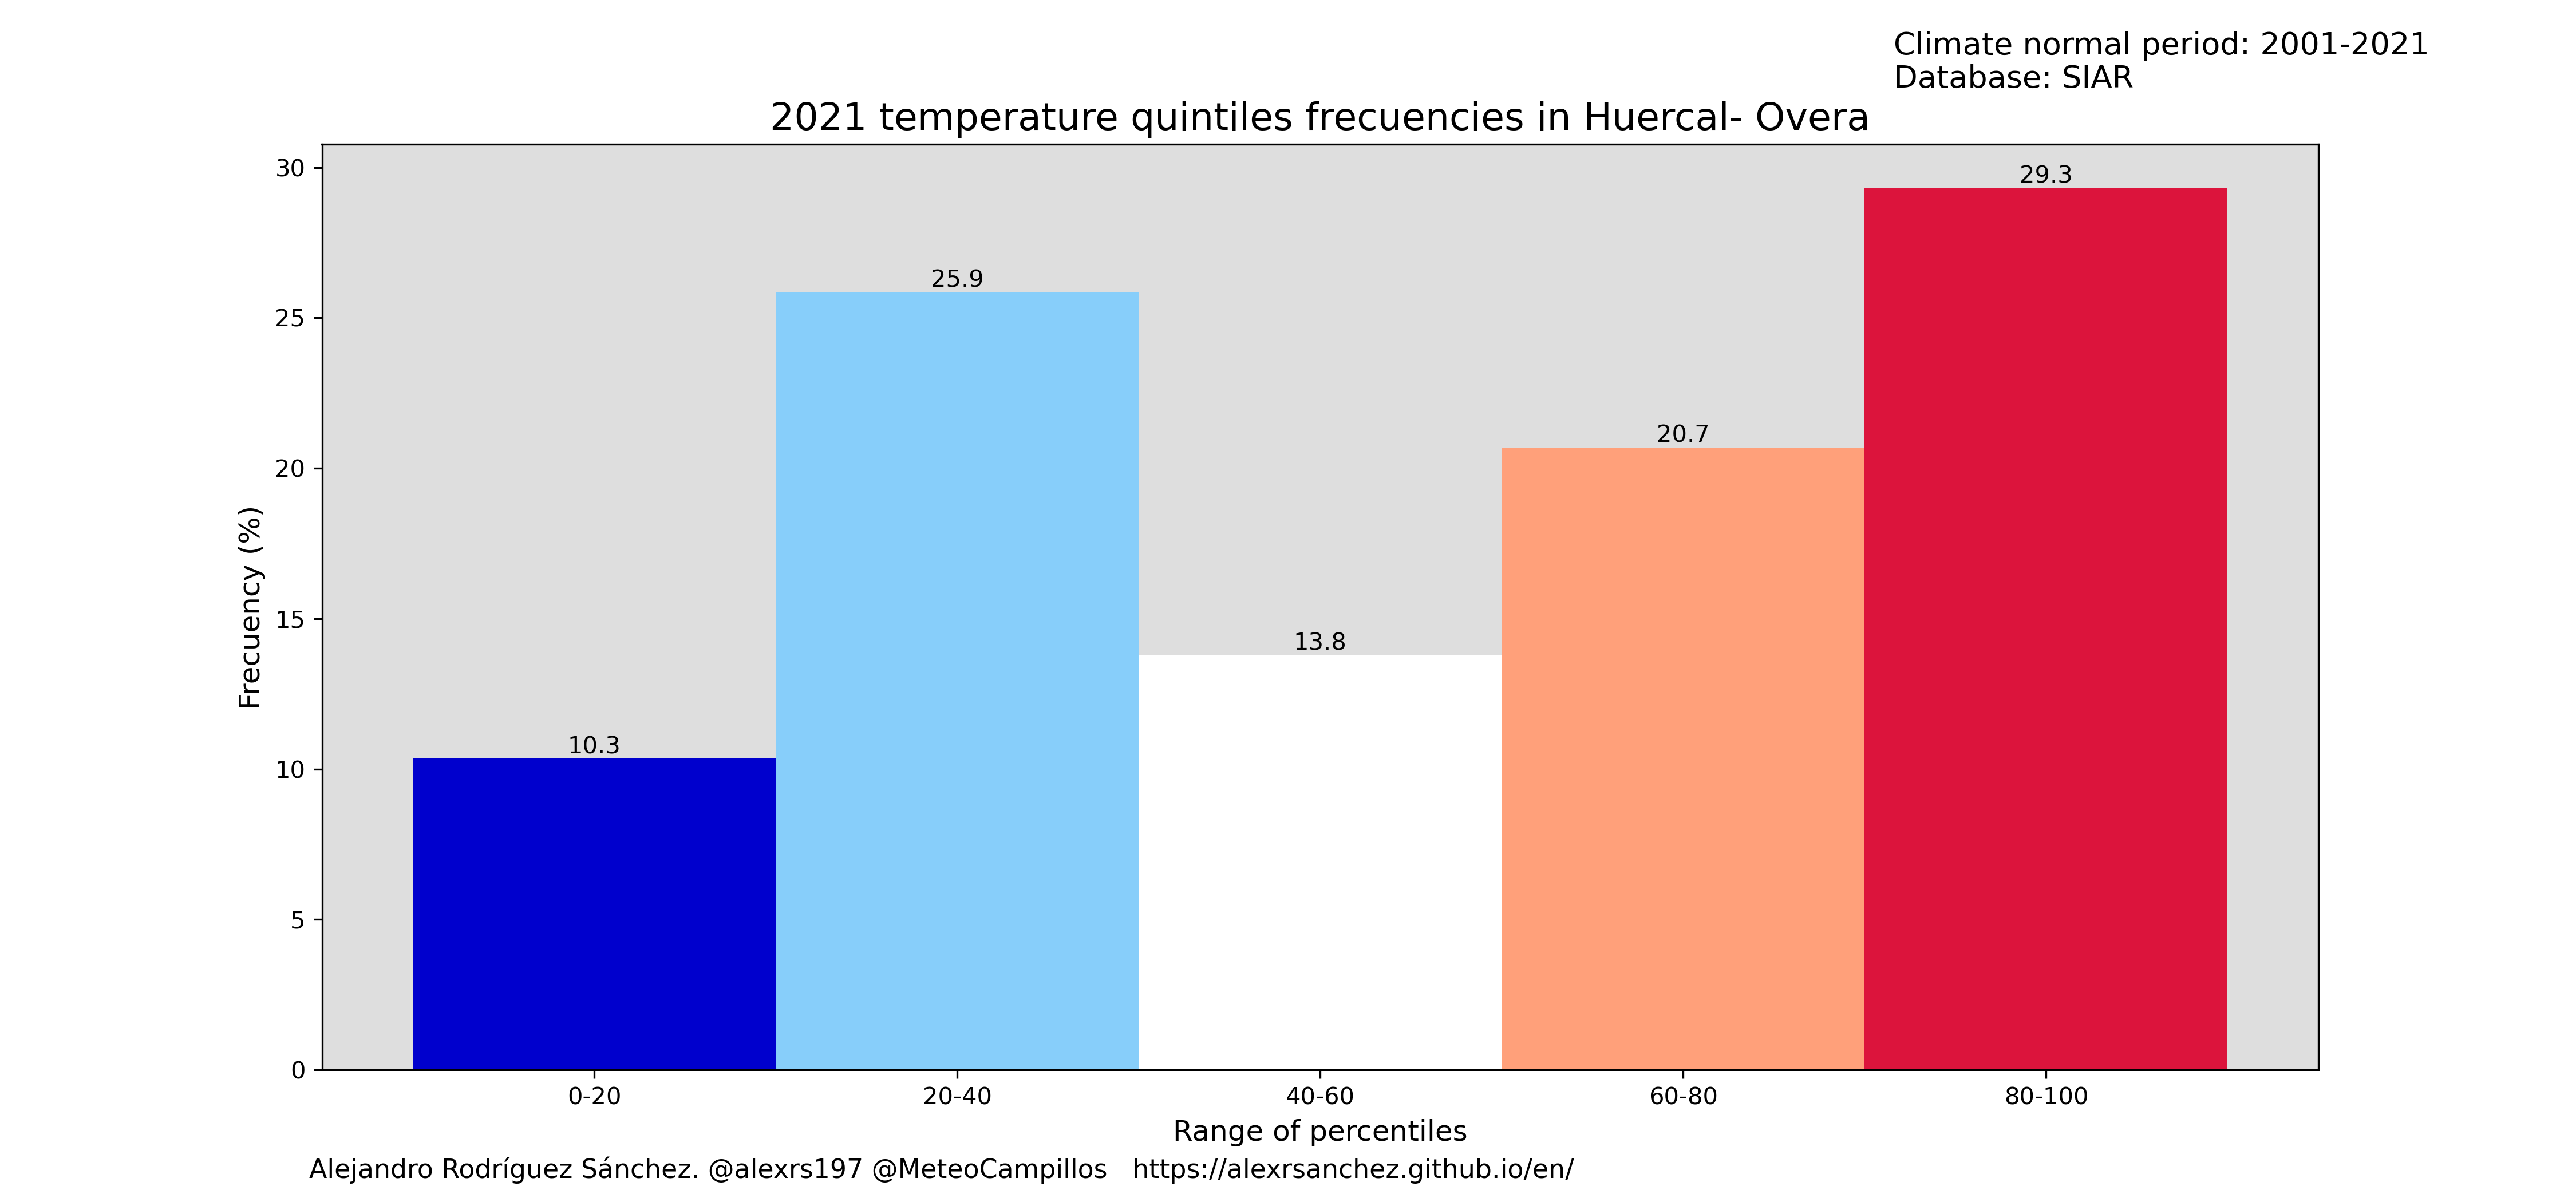 Climate normal period: 2001-2021
Database: SIAR
2021 temperature quintiles frecuencies in Huercal- Overa
30
25
20
15
10
5
0
Frecuency (%)
10.3
25.9
13.8
20.7
29.3
0-20
20-40
40-60
60-80
80-100
Range of percentiles
Alejandro Rodríguez Sánchez. @alexrs197 @MeteoCampillos https://alexrsanchez.github.io/en/